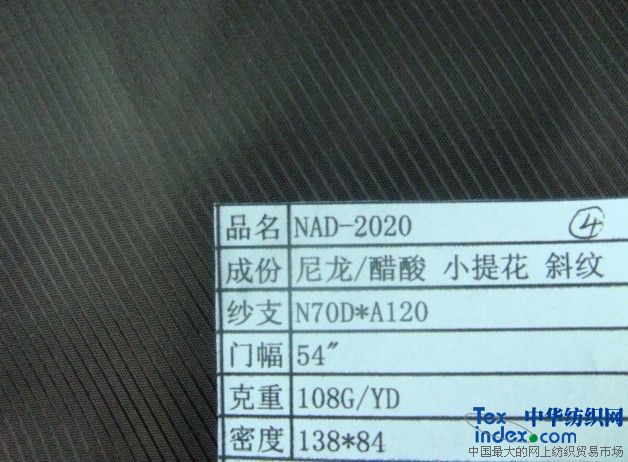 品名 NAD-2020 ④
成份 尼龙/醋酸 小提花 斜纹
纱支 N70D*A120
门幅 54"
克重 108G/YD
密度 138*84
Tex 中华纺织网
index.com
中国最大的网上纺织贸易市场